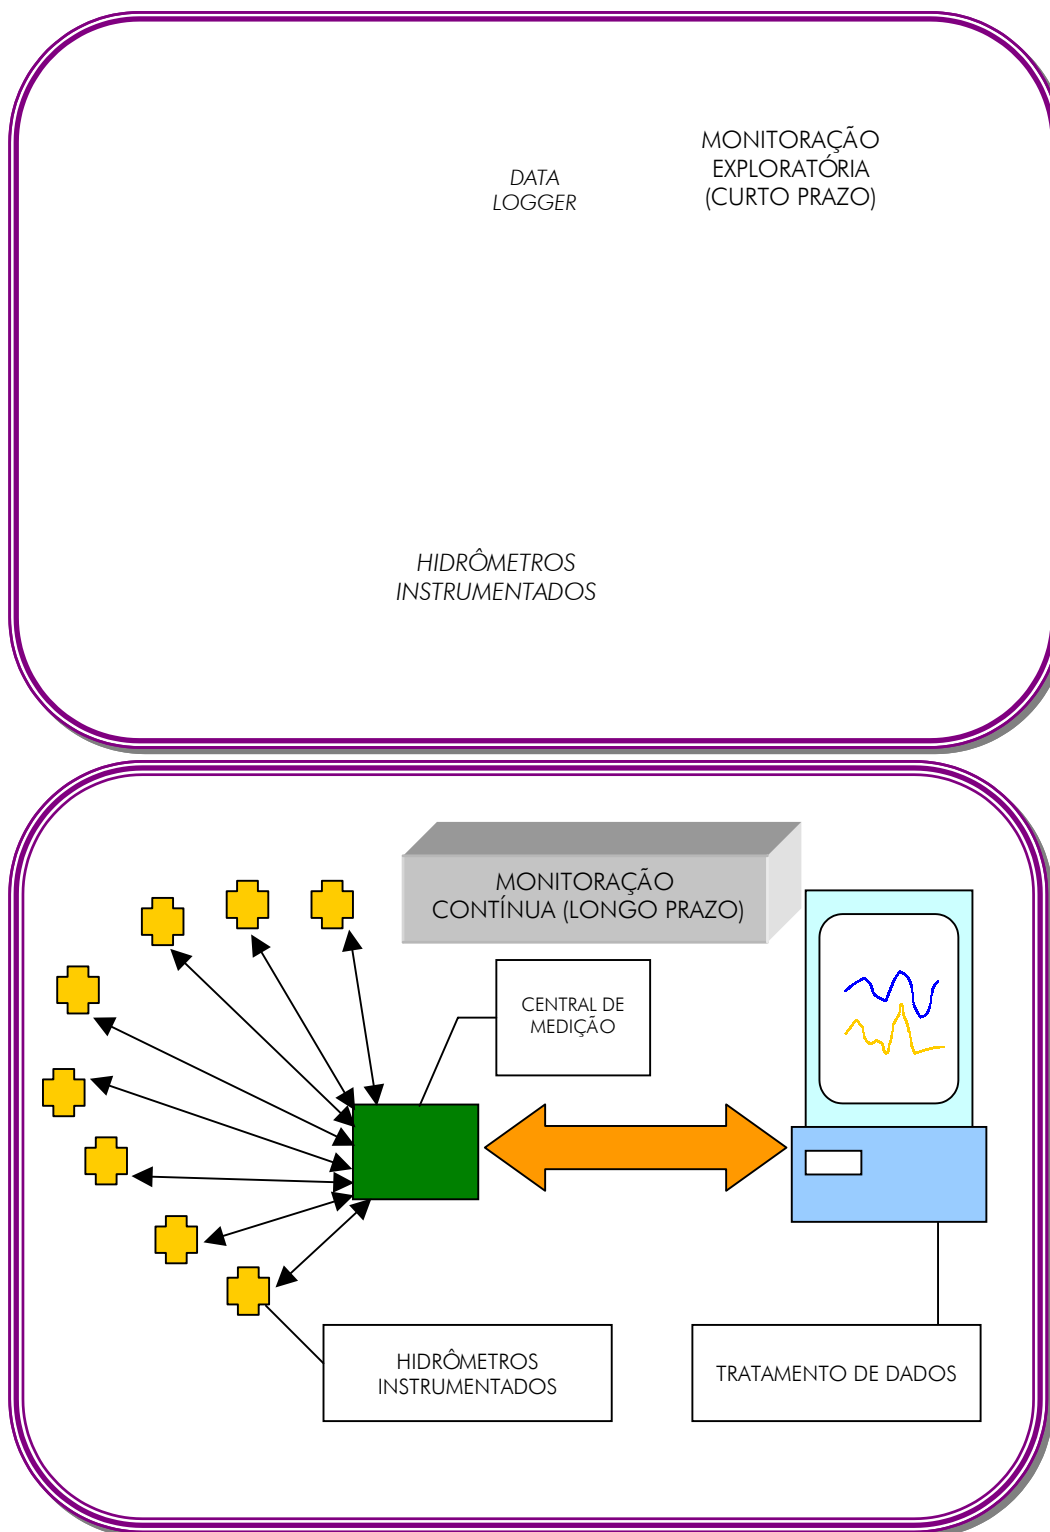 MONITORAÇÃO
EXPLORATÓRIA
(CURTO PRAZO)
DATA
LOGGER
HIDRÔMETROS
INSTRUMENTADOS
MONITORAÇÃO
CONTÍNUA (LONGO PRAZO)
CENTRAL DE
MEDIÇÃO
HIDRÔMETROS
INSTRUMENTADOS
TRATAMENTO DE DADOS